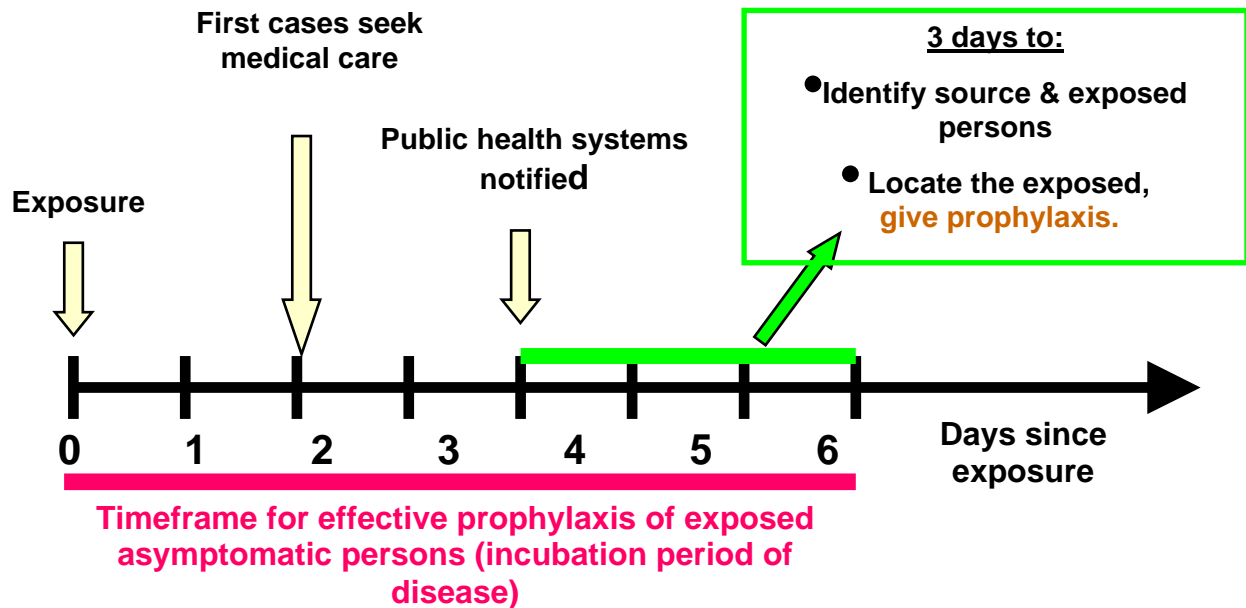 First cases seek
medical care
3 days to:
•Identify source & exposed
persons
• Locate the exposed,
give prophylaxis.
Public health systems
notified
Exposure
0 1 2 3 4 5 6
Days since
exposure
Timeframe for effective prophylaxis of exposed
asymptomatic persons (incubation period of
disease)